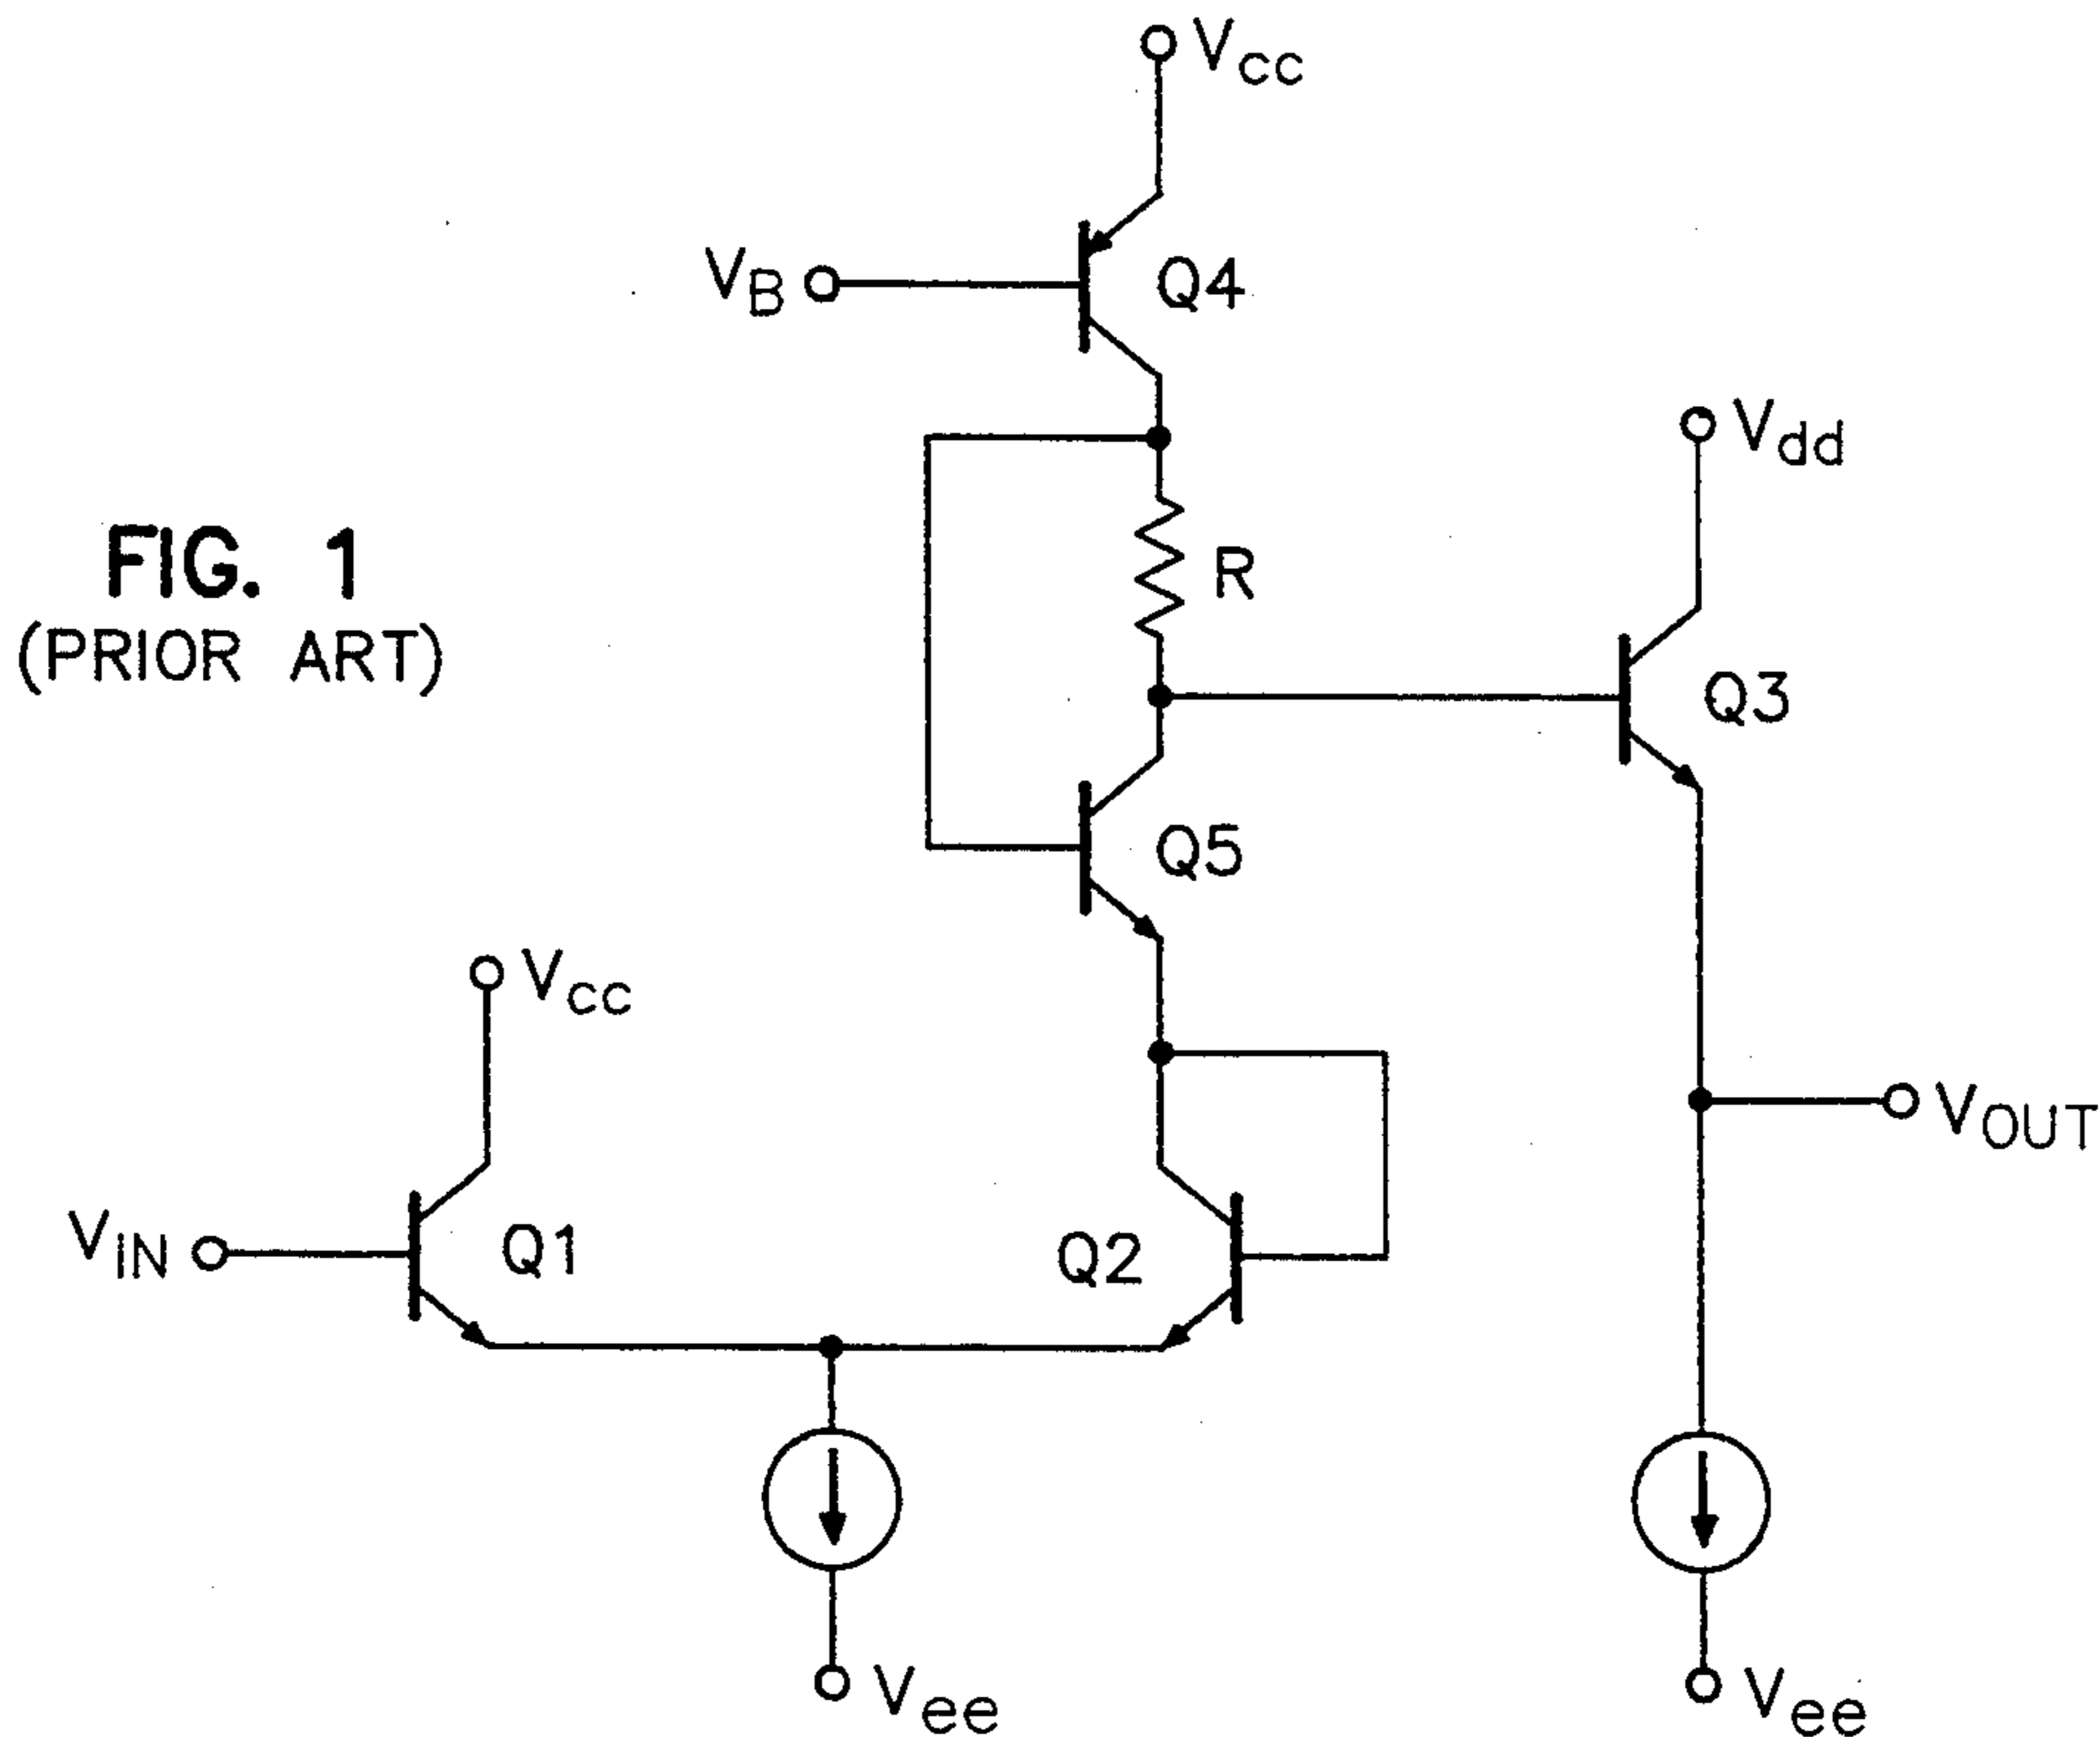 Vcc
VB
Q4
Vdd
FIG. 1
(PRIOR ART)
R
Q3
Q5
Vcc
VOUT
VIN
Q1
Q2
Vee
Vee